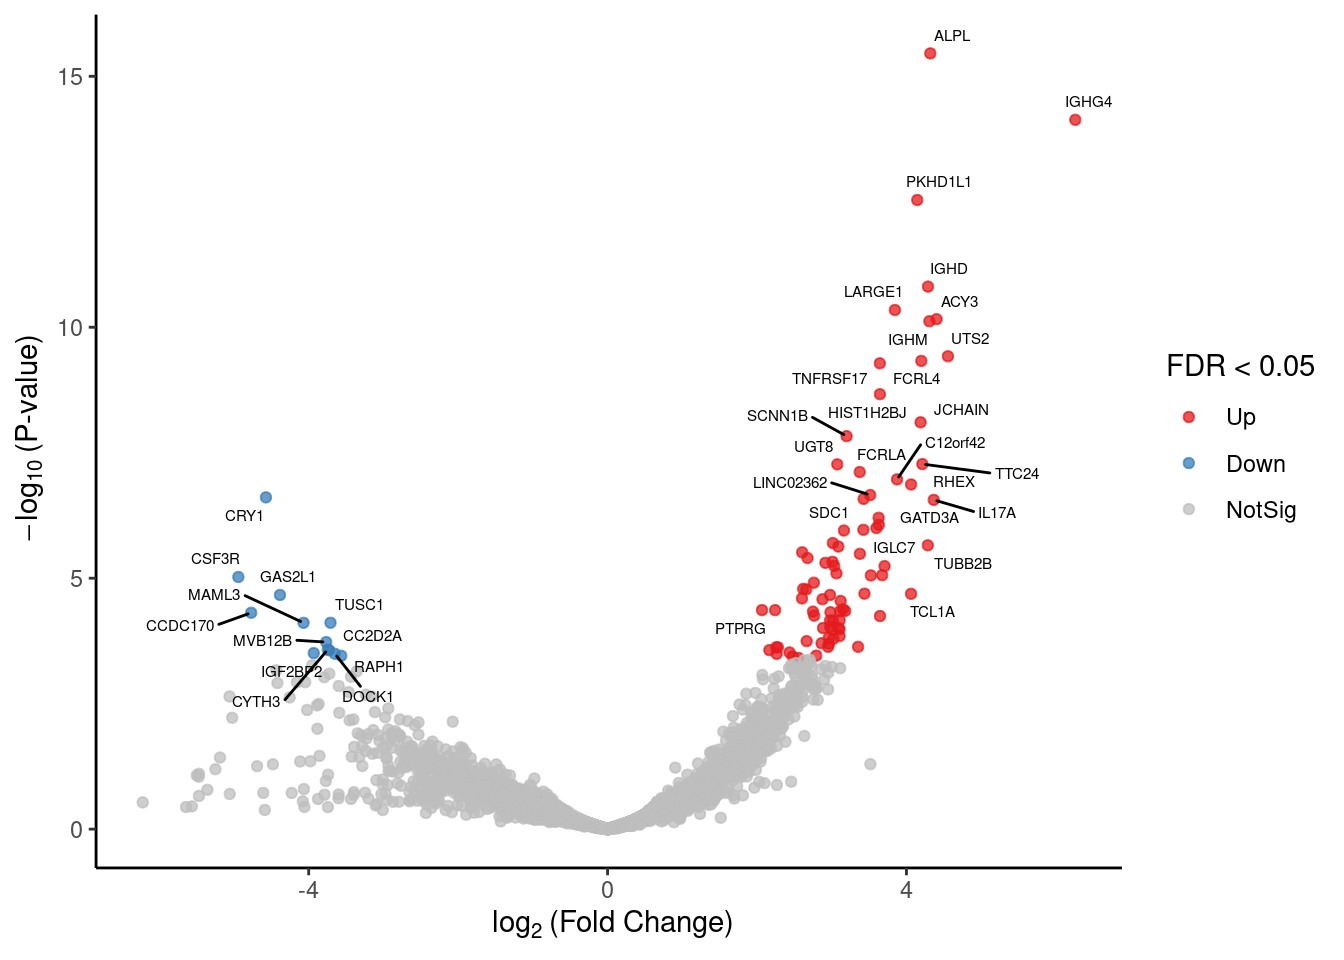 ALPL
IGHG4
PKHD1L1
IGHD
LARGE1
ACY3
IGHM
UTS2
TNFRSF17
FCRL4
SCNN1B
HIST1H2BJ
JCHAIN
UGT8
FCRLA
C12orf42
LINC02362
RHEX
TTC24
SDC1
GATD3A
IL17A
IGLC7
TUBB2B
TCL1A
PTPRG
CRY1
CSF3R
GAS2L1
MAML3
TUSC1
CCDC170
MVB12B
CC2D2A
IGF2BP2
RAPH1
CYTH3
DOCK1
15
10
5
0
-4
0
4
log2 (Fold Change)
−log10 (P-value)
FDR < 0.05
Up
Down
NotSig